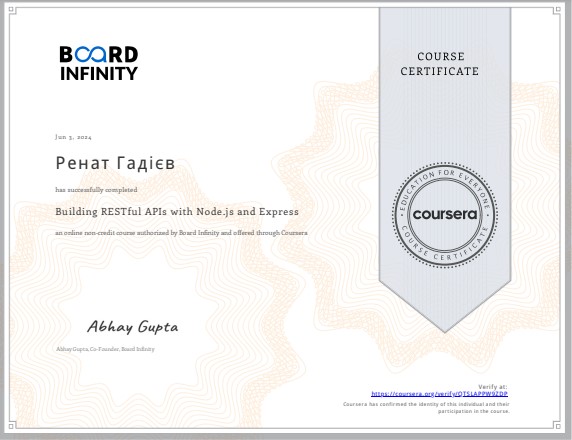 BOARD
INFINITY
COURSE
CERTIFICATE
Jun 3, 2024
Ренат Гадієв
has successfully completed
Building RESTful APIs with Node.js and Express
an online non-credit course authorized by Board Infinity and offered through Coursera
EDUCATION FOR EVERYONE
coursera
COURSE CERTIFICATE
Abhay Gupta
Abhay Gupta, Co-Founder, Board Infinity
Verify at:
https://coursera.org/verify/QTSLAPPW9ZDP
Coursera has confirmed the identity of this individual and their
participation in the course.